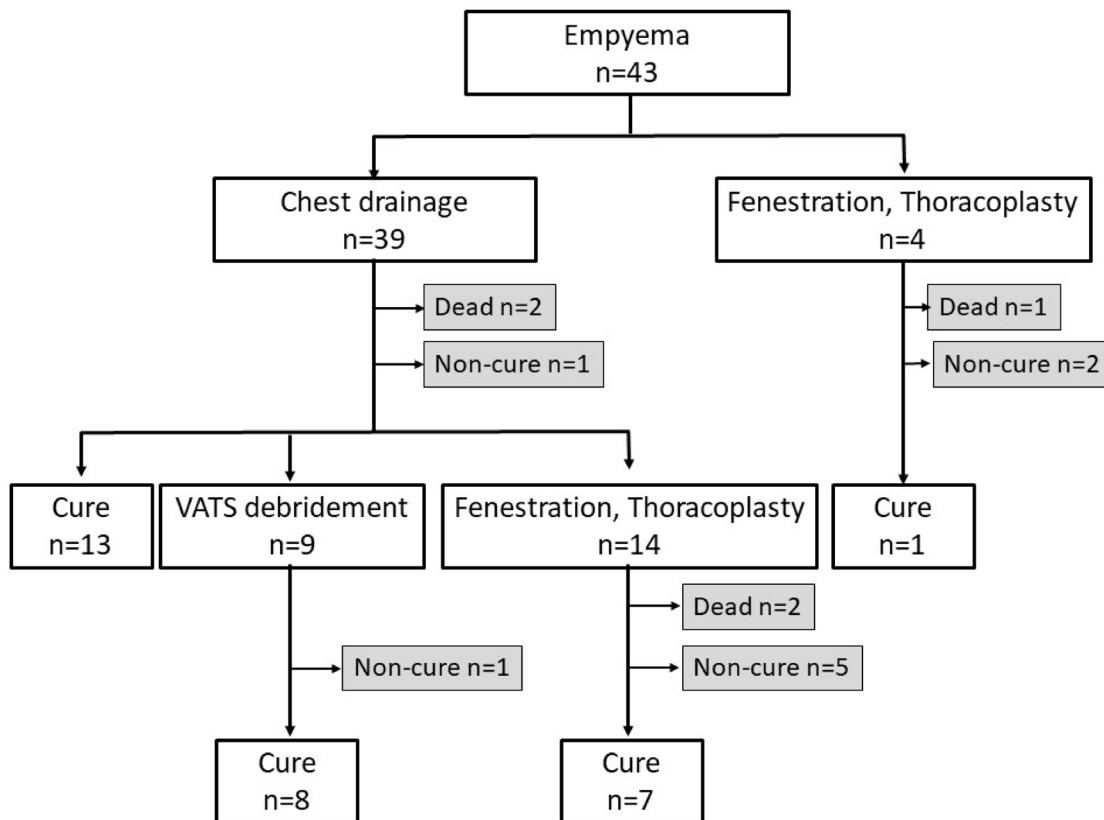 Empyema
n=43
Chest drainage
n=39
Fenestration, Thoracoplasty
n=4
Dead n=2
Non-cure n=1
Dead n=1
Non-cure n=2
Cure
n=13
VATS debridement
n=9
Fenestration, Thoracoplasty
n=14
Cure
n=1
Dead n=2
Non-cure n=1
Non-cure n=5
Cure
n=8
Cure
n=7